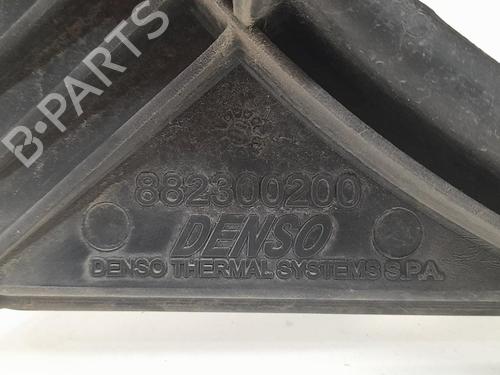 B-PARTS
882300200
DENSO
DENSO THERMAL SYSTEMS S.P.A.